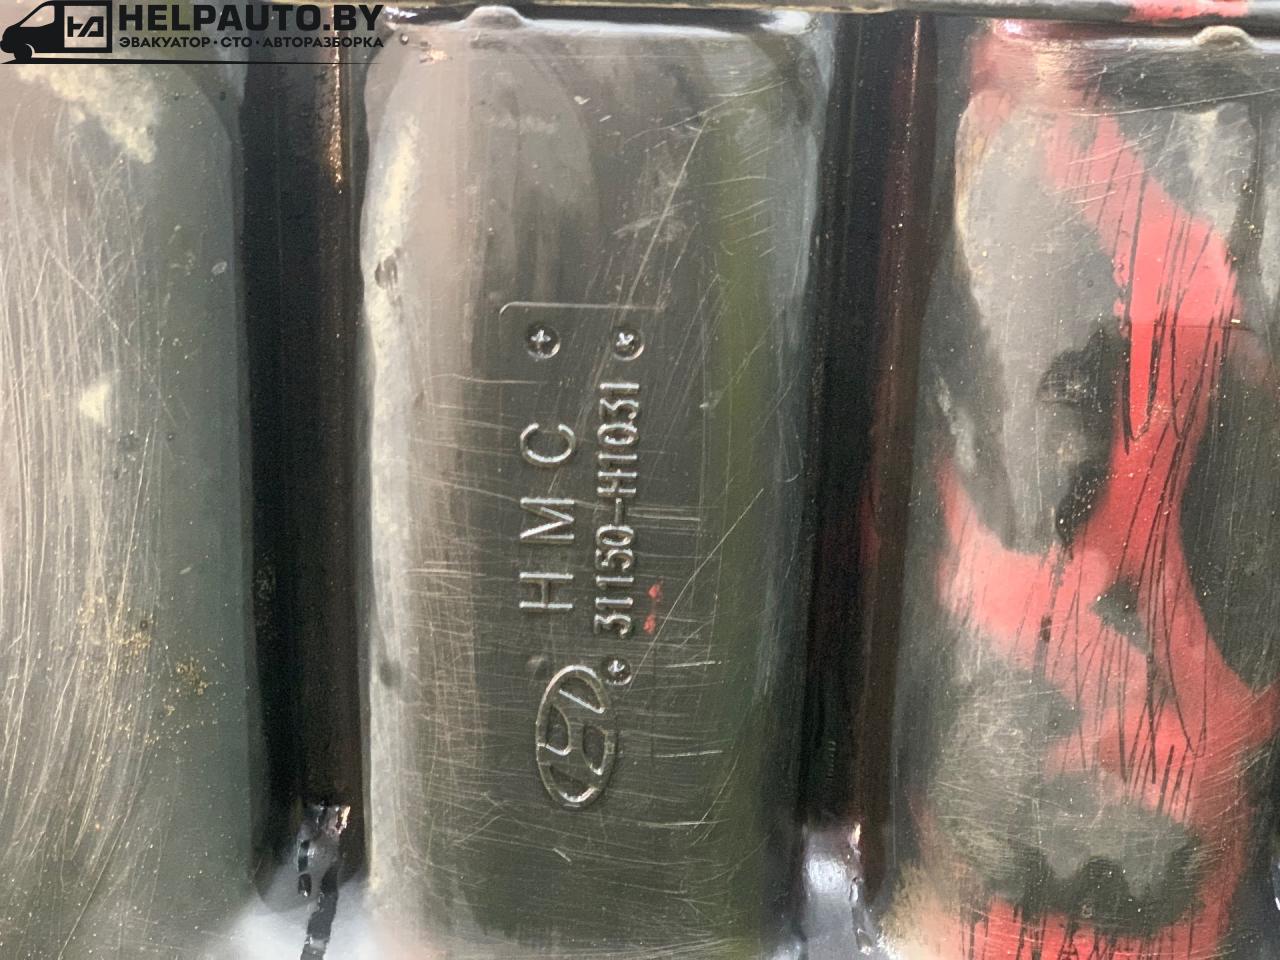 HELPAUTO.BY
ЭВАКУАТОР · СТО · АВТОРАЗБОРКА
HMC
31150-H1031